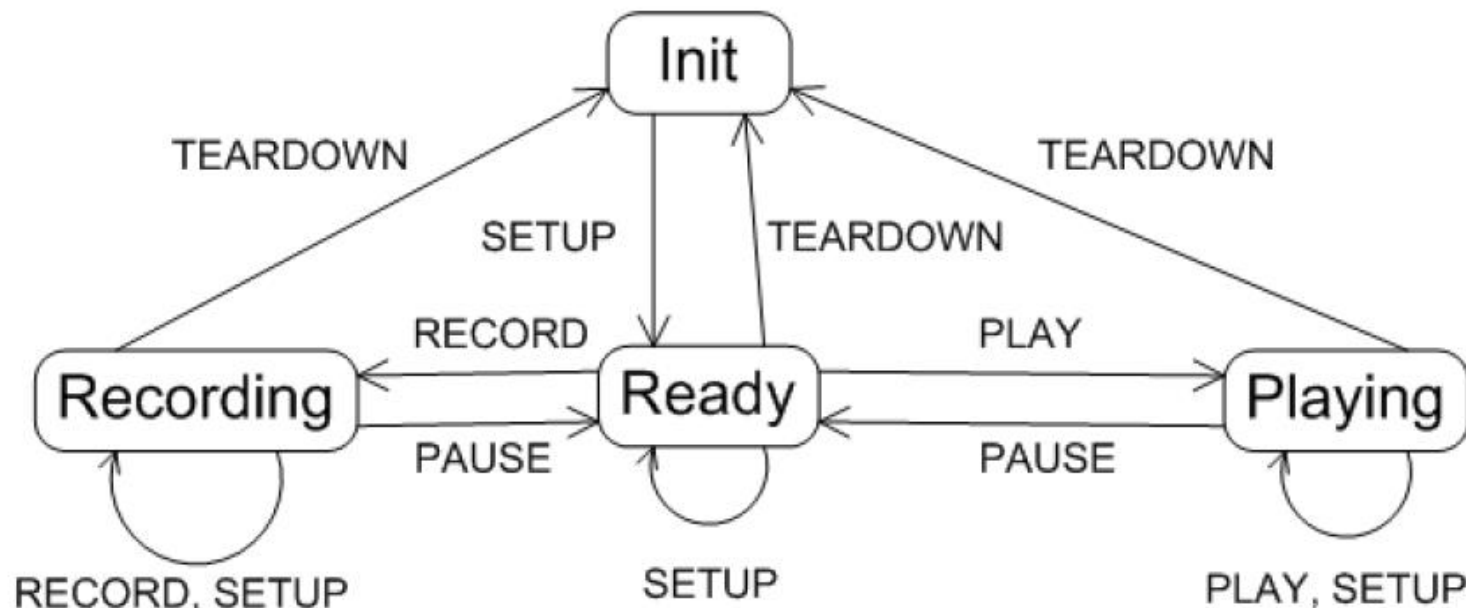 Init
TEARDOWN
TEARDOWN
SETUP
TEARDOWN
RECORD
PLAY
Recording
Ready
Playing
PAUSE
PAUSE
RECORD, SETUP
SETUP
PLAY, SETUP